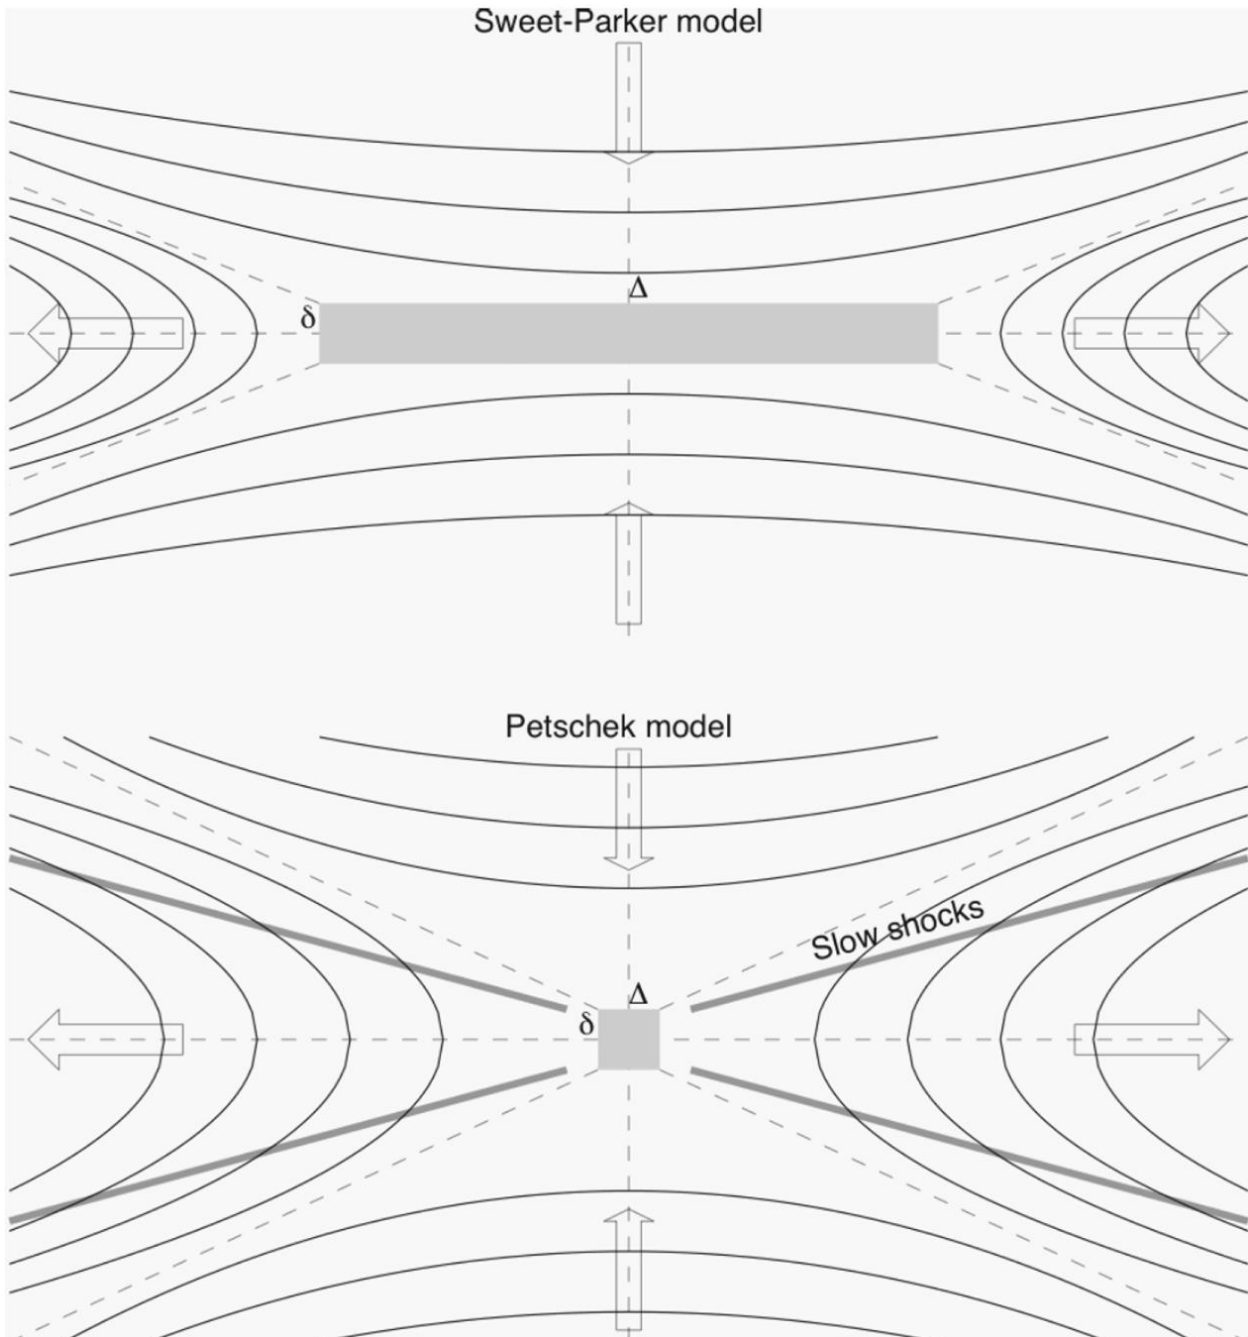 Sweet-Parker model
Δ
δ
Petschek model
Slow shocks
Δ
δ